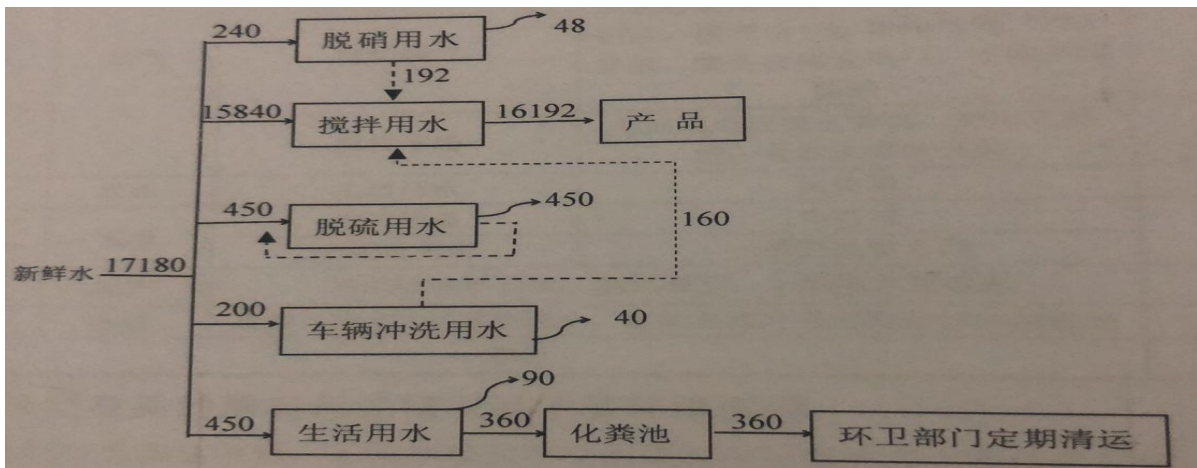 240
脱硝用水
48
192
15840
搅拌用水
16192
产 品
450
脱硫用水
450
160
新鲜水
17180
200
车辆冲洗用水
40
90
450
生活用水
360
化粪池
360
环卫部门定期清运